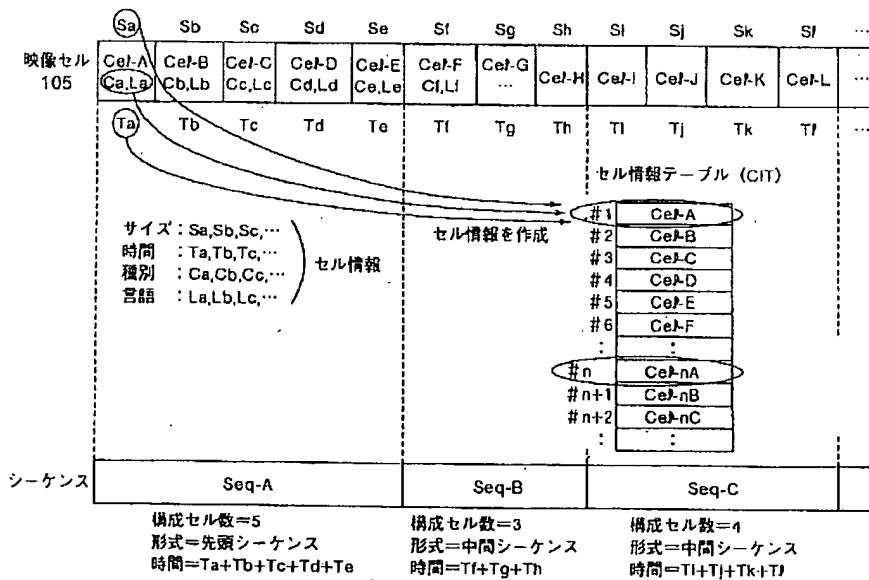 Sa Sb Sc Sd Se Sf Sg Sh Si Sj Sk Sl …
映像セル Cel-A Cel-B Cel-C Cel-D Cel-E Cel-F Cel-G Cel-H Cel-I Cel-J Cel-K Cel-L …
105 Ca,La Cb,Lb Cc,Lc Cd,Ld Ce,Le Cf,Lf …
Ta Tb Tc Td Te Tf Tg Th Ti Tj Tk Tl …
セル情報テーブル (CIT)
#1 Cel-A
#2 Cel-B
#3 Cel-C
#4 Cel-D
#5 Cel-E
#6 Cel-F
: :
#n Cel-nA
#n+1 Cel-nB
#n+2 Cel-nC
: :
セル情報を作成
サイズ：Sa,Sb,Sc,…
時間：Ta,Tb,Tc,…
種別：Ca,Cb,Cc,…
言語：La,Lb,Lc,…
セル情報
シーケンス Seq-A Seq-B Seq-C
構成セル数=5
形式=先頭シーケンス
時間=Ta+Tb+Tc+Td+Te
構成セル数=3
形式=中間シーケンス
時間=Tf+Tg+Th
構成セル数=4
形式=中間シーケンス
時間=Ti+Tj+Tk+Tl